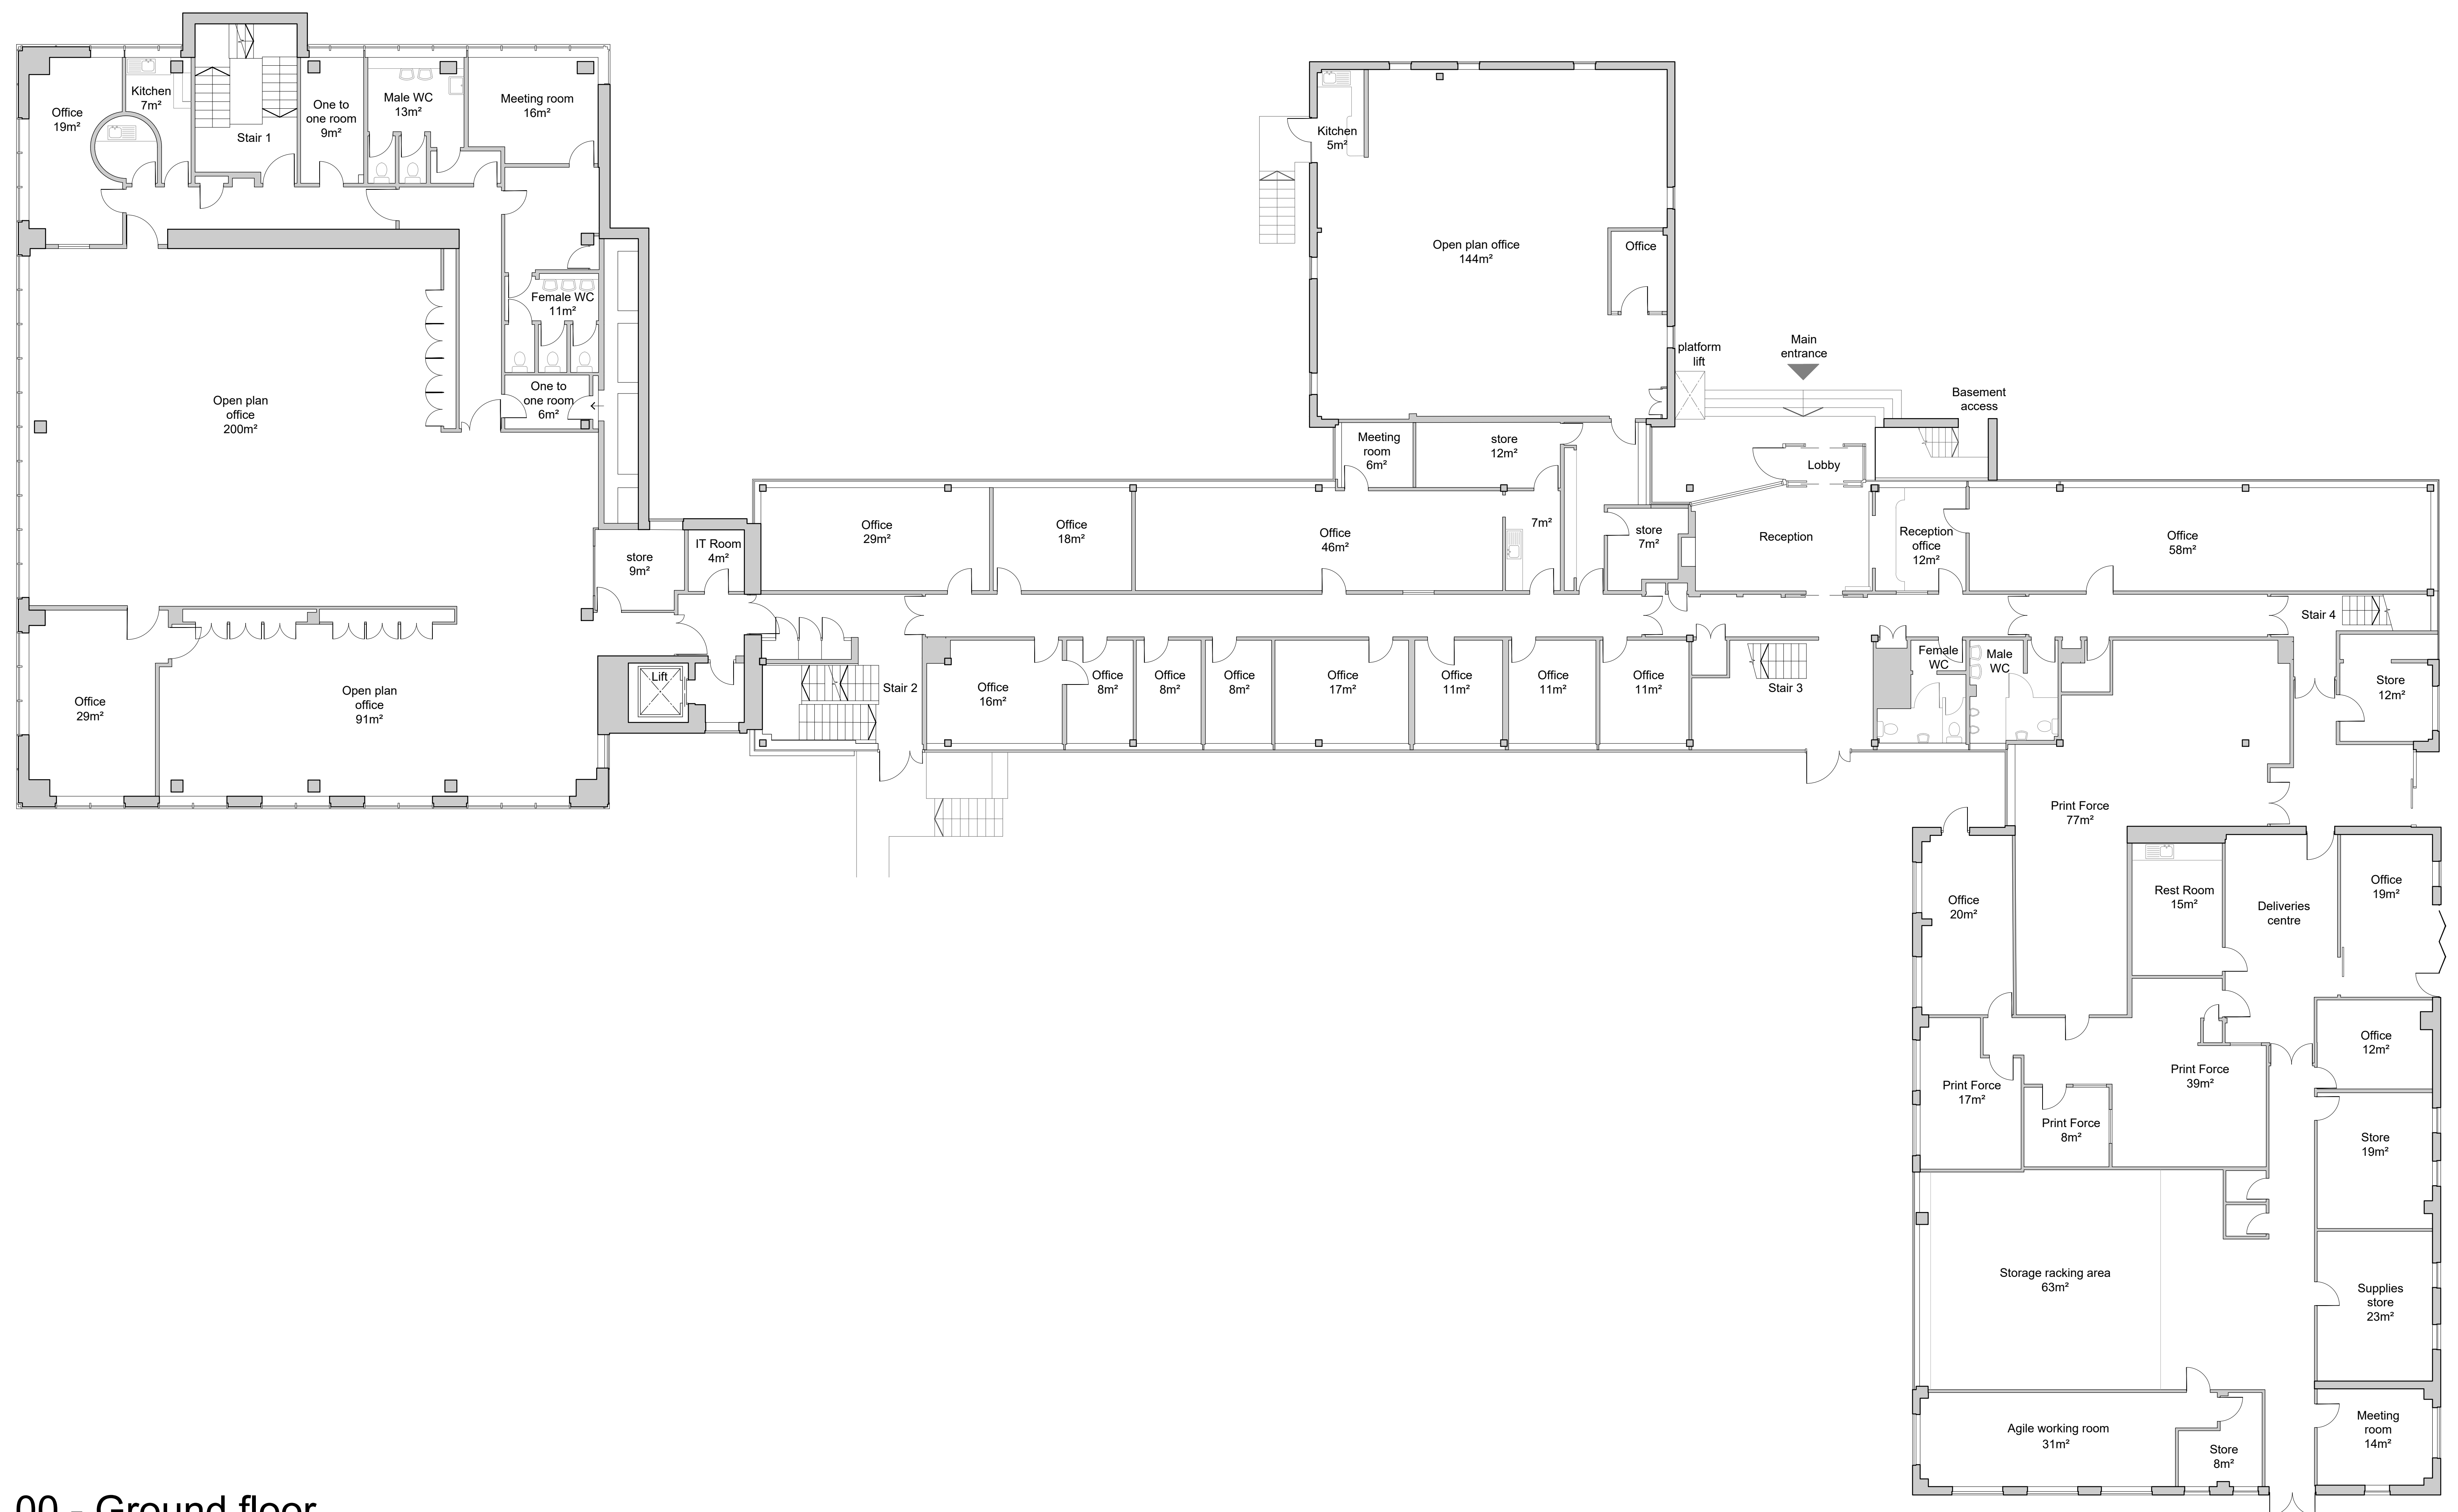 Office
19m²
Kitchen
7m²
Stair 1
One to
one room
9m²
Male WC
13m²
Meeting room
16m²
Female WC
11m²
One to
one room
6m²
Open plan
office
200m²
store
9m²
IT Room
4m²
Lift
Office
29m²
Open plan
office
91m²
Kitchen
5m²
Open plan office
144m²
Office
platform
lift
Main
entrance
Basement
access
Meeting
room
6m²
store
12m²
Lobby
Office
29m²
Office
18m²
Office
46m²
7m²
store
7m²
Reception
Reception
office
12m²
Office
58m²
Stair 4
Stair 2
Office
16m²
Office
8m²
Office
8m²
Office
8m²
Office
17m²
Office
11m²
Office
11m²
Office
11m²
Stair 3
Female
WC
Male
WC
Store
12m²
Print Force
77m²
Office
20m²
Rest Room
15m²
Deliveries
centre
Office
19m²
Office
12m²
Print Force
17m²
Print Force
8m²
Print Force
39m²
Store
19m²
Storage racking area
63m²
Supplies
store
23m²
Agile working room
31m²
Store
8m²
Meeting
room
14m²
00 - Ground floor